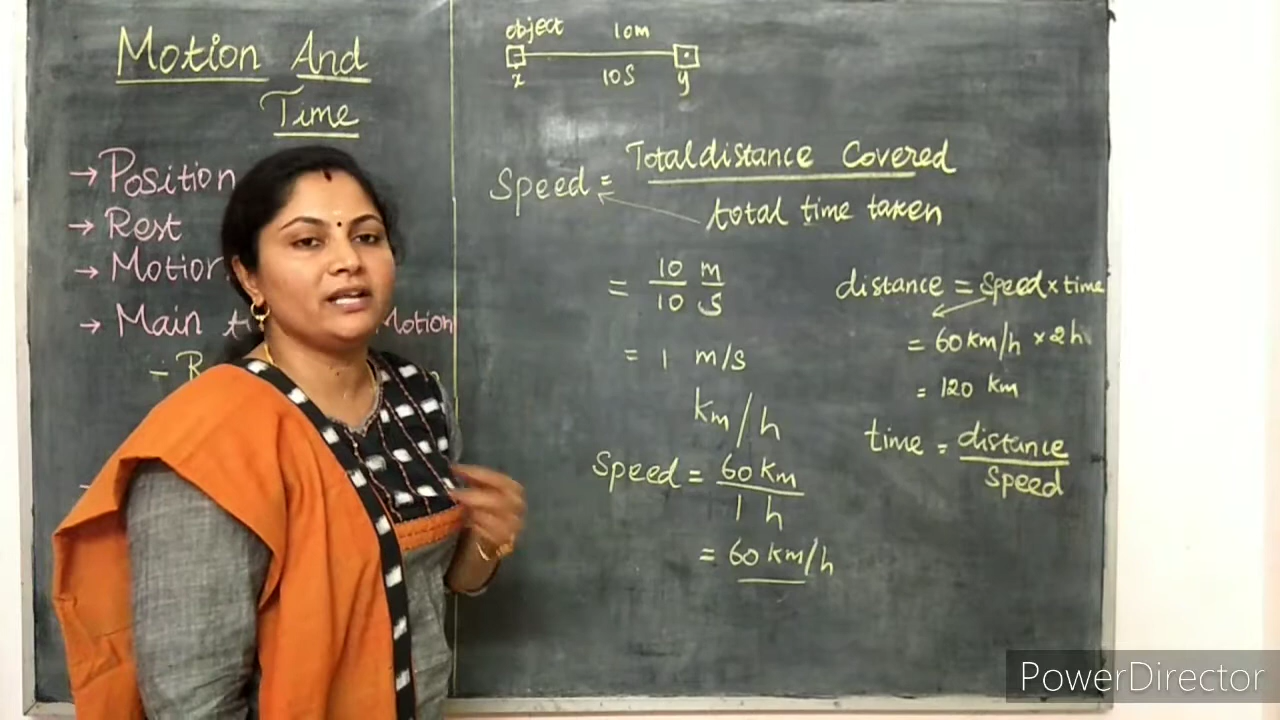 Motion And
Time
→ Position
→ Rest
→ Motion
→ Main Motion
object 10m
x 10S y
Speed = Total distance Covered
total time taken
= 10 m
10 S
= 1 m/s
km/h
Speed = 60 km
1 h
= 60 km/h
distance = Speed × time
= 60 km/h × 2 h
= 120 km
time = distance
Speed
PowerDirector